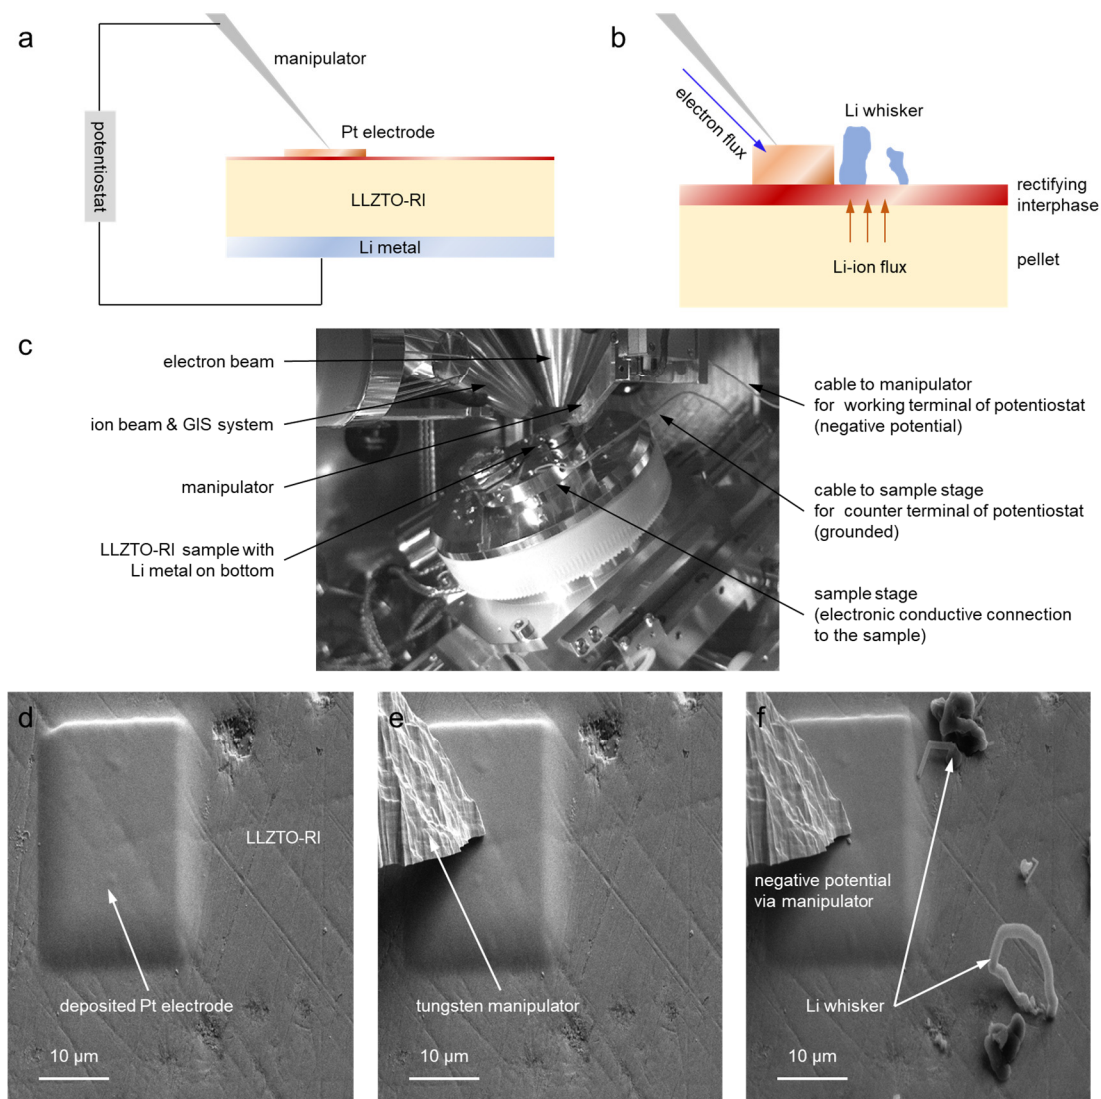 a
manipulator
Pt electrode
potentiostat
LLZTO-RI
Li metal
b
electron flux
Li whisker
rectifying
interphase
Li-ion flux
pellet
c
electron beam
ion beam & GIS system
manipulator
LLZTO-RI sample with
Li metal on bottom
cable to manipulator
for working terminal of potentiostat
(negative potential)
cable to sample stage
for counter terminal of potentiostat
(grounded)
sample stage
(electronic conductive connection
to the sample)
d
LLZTO-RI
deposited Pt electrode
10 µm
e
tungsten manipulator
10 µm
f
negative potential
via manipulator
Li whisker
10 µm